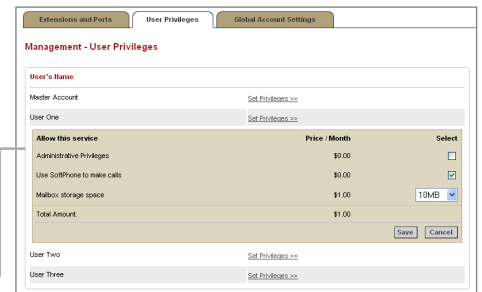 Extensions and Ports User Privileges Global Account Settings
Management - User Privileges
User's Name
Master Account Set Privileges >>
User One Set Privileges >>
Allow this service Price / Month Select
Administrative Privileges $0.00
Use SoftPhone to make calls $0.00
Mailbox storage space $1.00 10MB
Total Amount: $1.00
Save Cancel
User Two Set Privileges >>
User Three Set Privileges >>